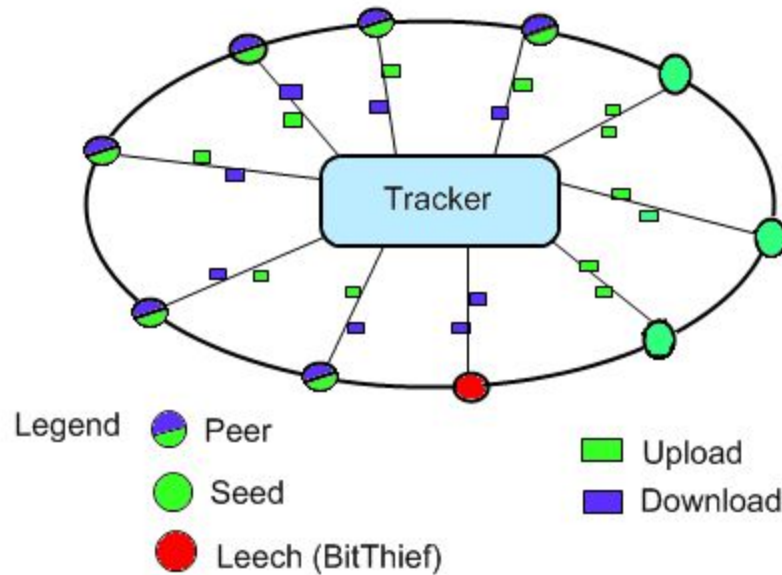 Tracker
Legend
Peer
Seed
Leech (BitThief)
Upload
Download